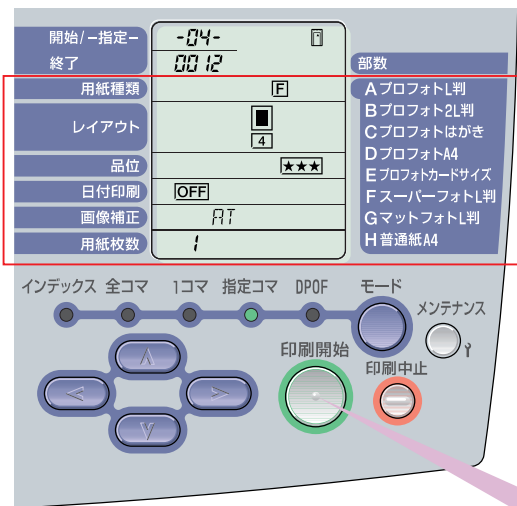 開始/−指定−
-04-
終了
0012
部数
用紙種類
F
レイアウト
4
品位
★★★
日付印刷
OFF
画像補正
AT
用紙枚数
1
AプロフォトL判
Bプロフォト2L判
Cプロフォトはがき
DプロフォトA4
Eプロフォトカードサイズ
FスーパーフォトL判
GマットフォトL判
H普通紙A4
インデックス 全コマ 1コマ 指定コマ DPOF モード
メンテナンス
印刷開始
印刷中止